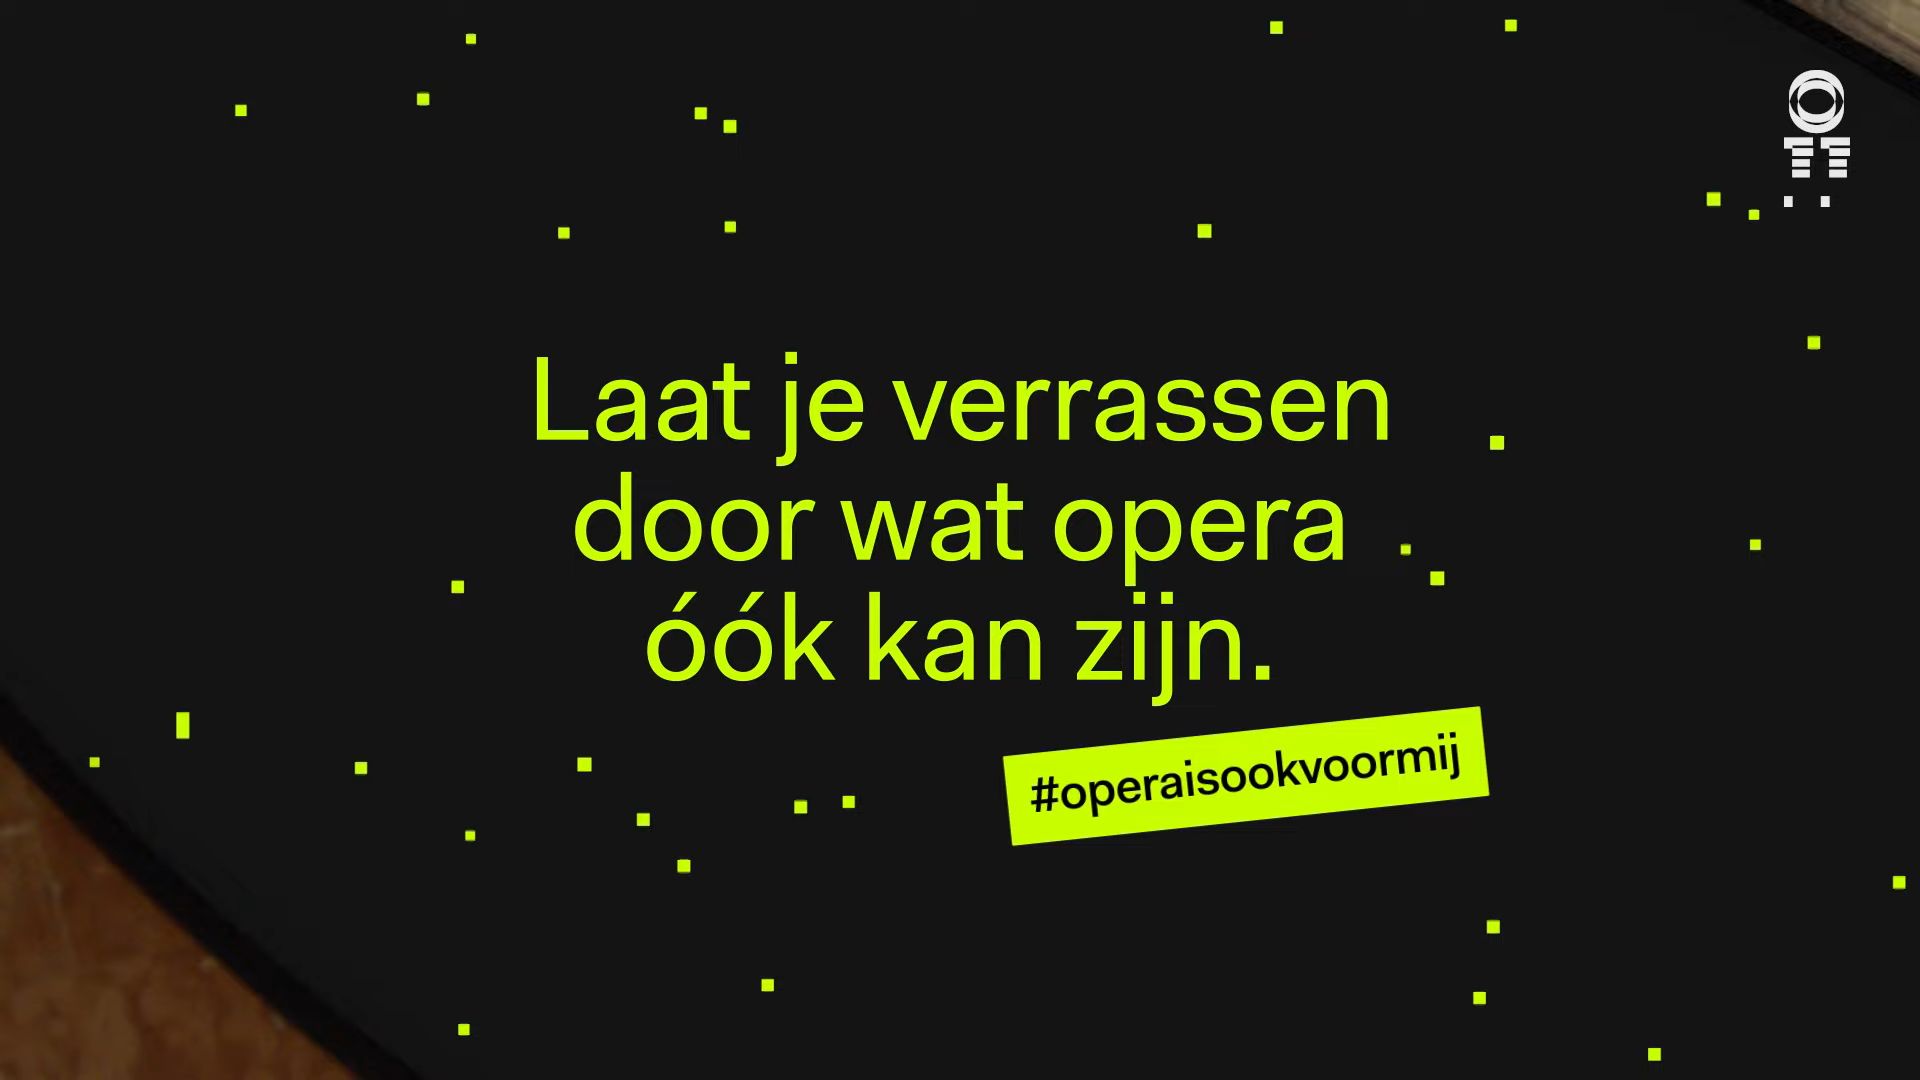 Laat je verrassen
door wat opera
óók kan zijn.
#operaisookvoormij